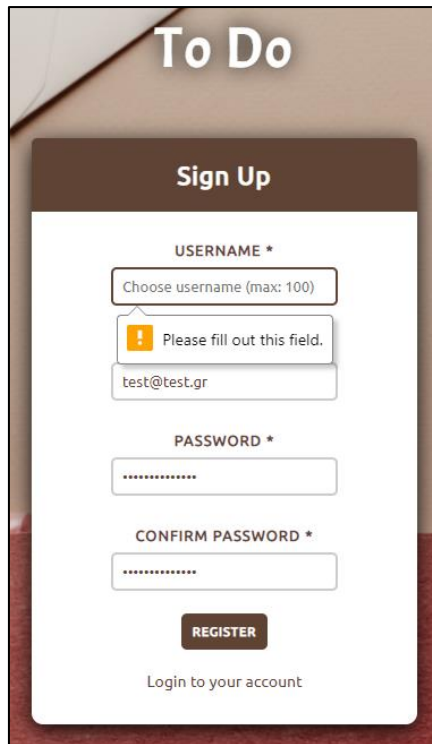 To Do
Sign Up
USERNAME *
Choose username (max: 100)
! Please fill out this field.
test@test.gr
PASSWORD *
••••••••••••••
CONFIRM PASSWORD *
••••••••••••••
REGISTER
Login to your account